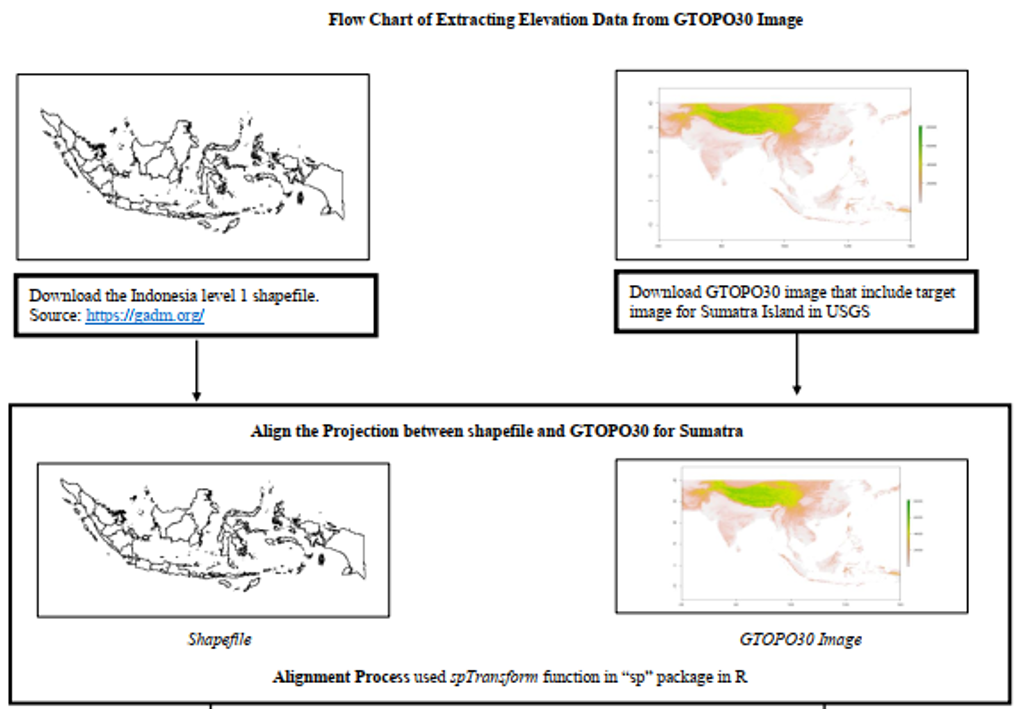 Flow Chart of Extracting Elevation Data from GTOPO30 Image
Download the Indonesia level 1 shapefile.
Source: https://gadm.org/
Download GTOPO30 image that include target
image for Sumatra Island in USGS
Align the Projection between shapefile and GTOPO30 for Sumatra
Shapefile
GTOPO30 Image
Alignment Process used spTransform function in “sp” package in R